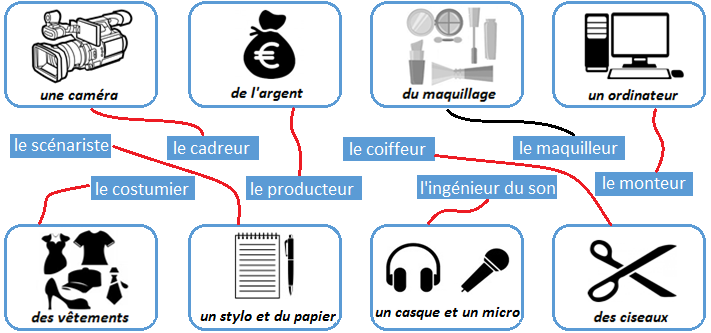 une caméra
de l'argent
du maquillage
un ordinateur
le scénariste
le cadreur
le coiffeur
le maquilleur
le costumier
le producteur
l'ingénieur du son
le monteur
des vêtements
un stylo et du papier
un casque et un micro
des ciseaux